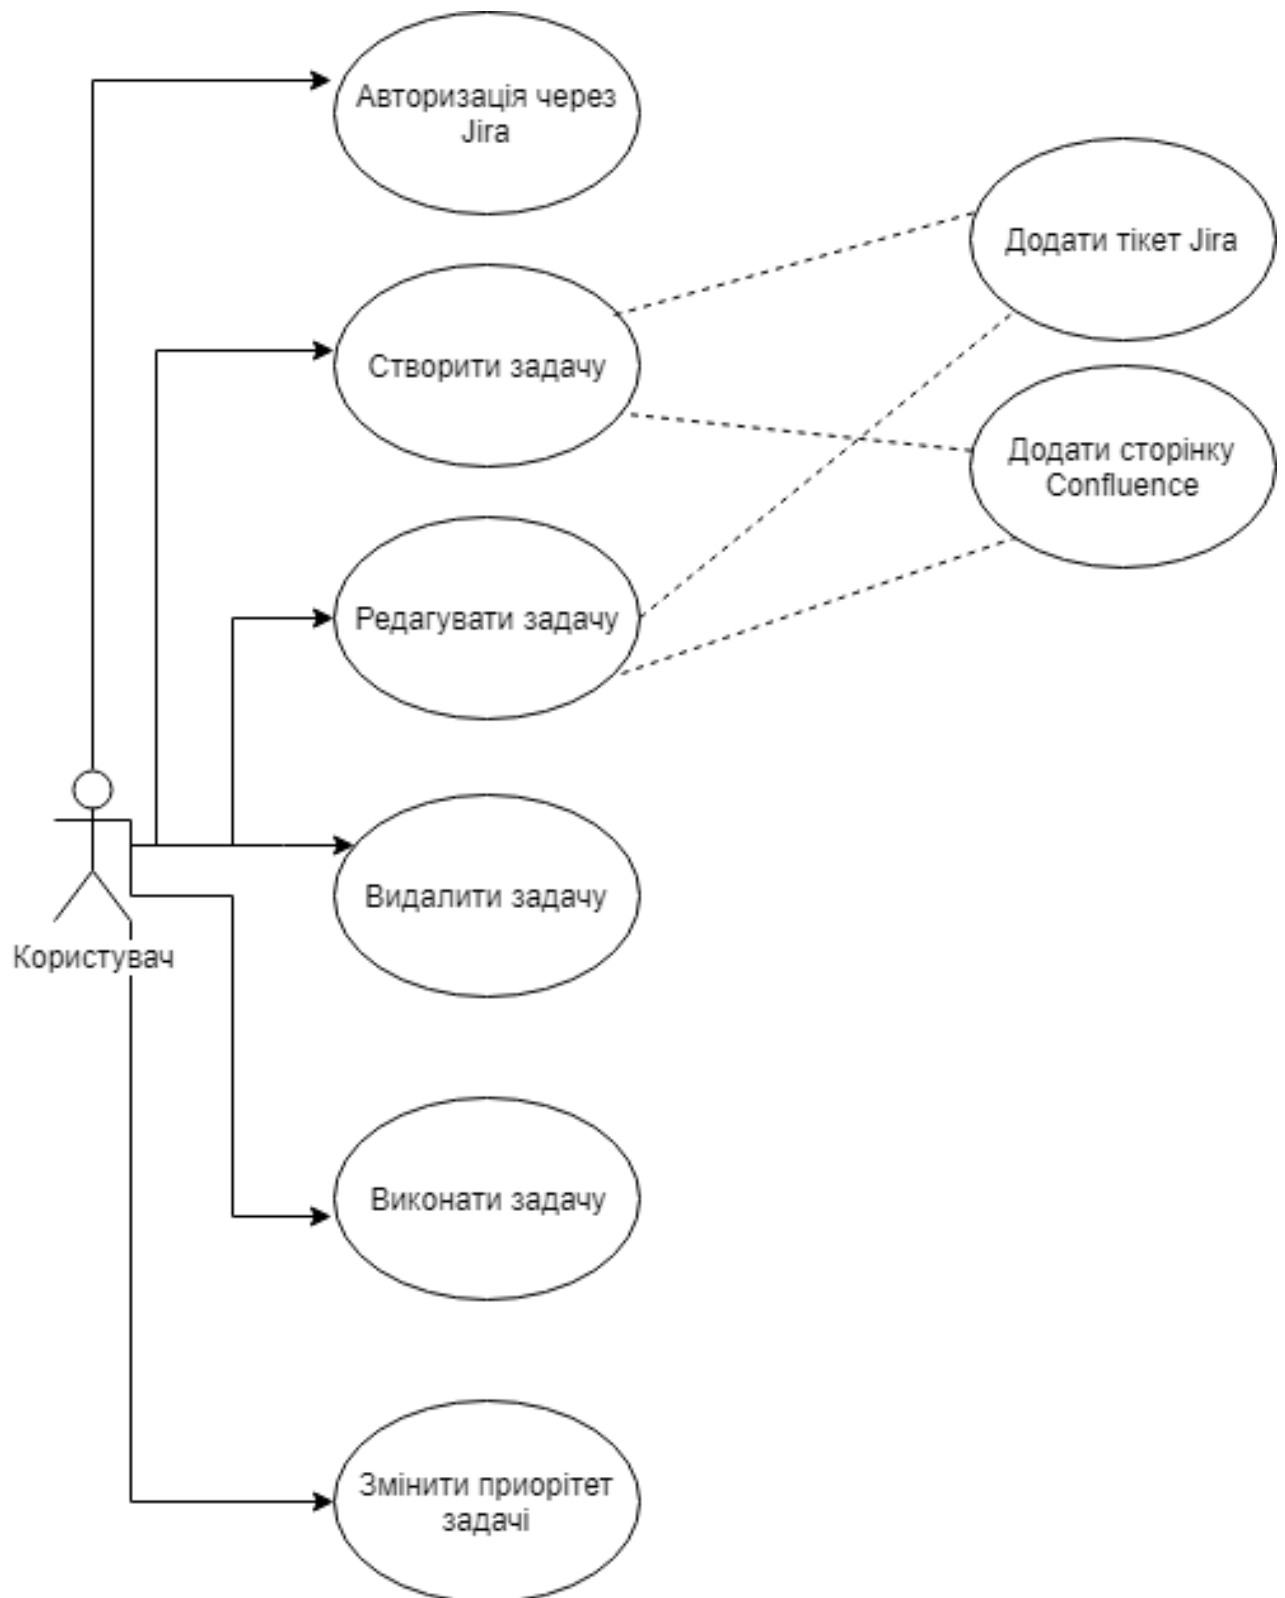 Авторизація через
Jira
Додати тікет Jira
Створити задачу
Додати сторінку
Confluence
Редагувати задачу
Видалити задачу
Користувач
Виконати задачу
Змінити приорітет
задачі